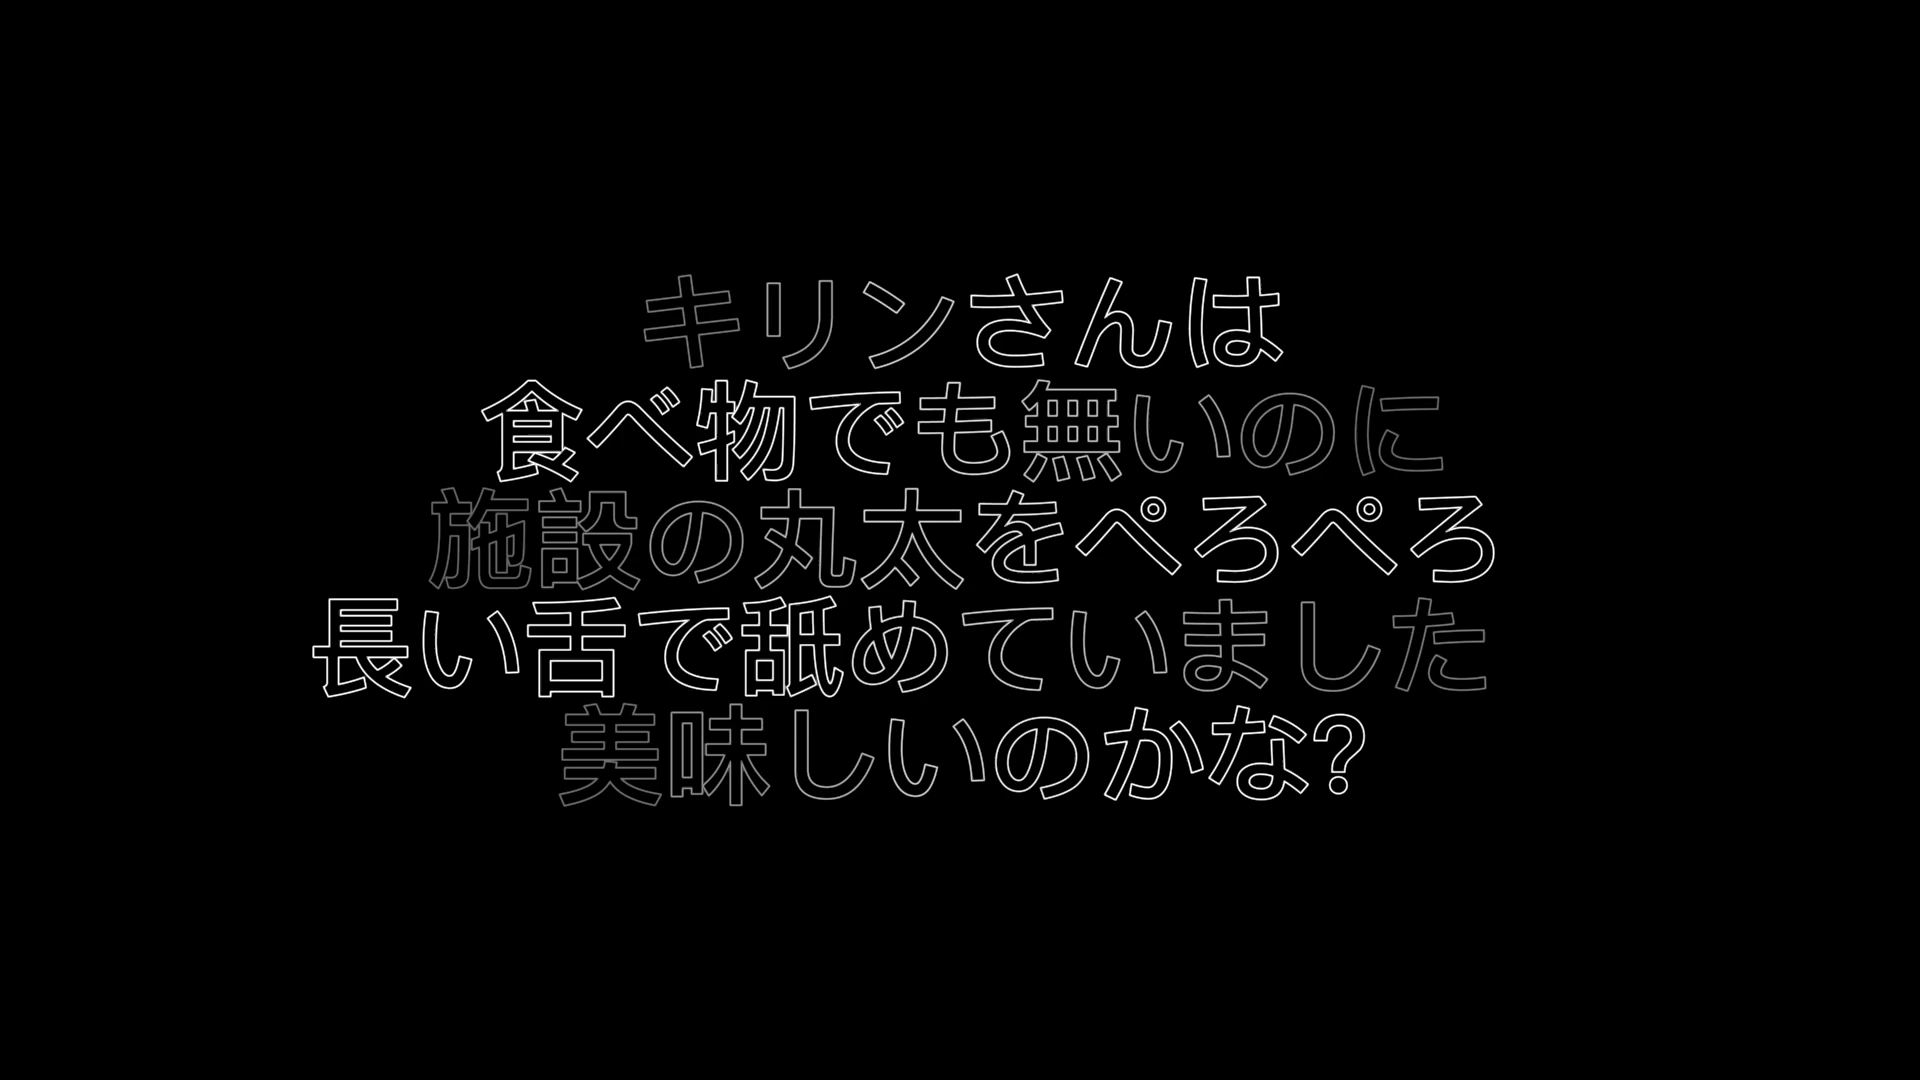 キリンさんは
食べ物でも無いのに
施設の丸太をぺろぺろ
長い舌で舐めていました
美味しいのかな?